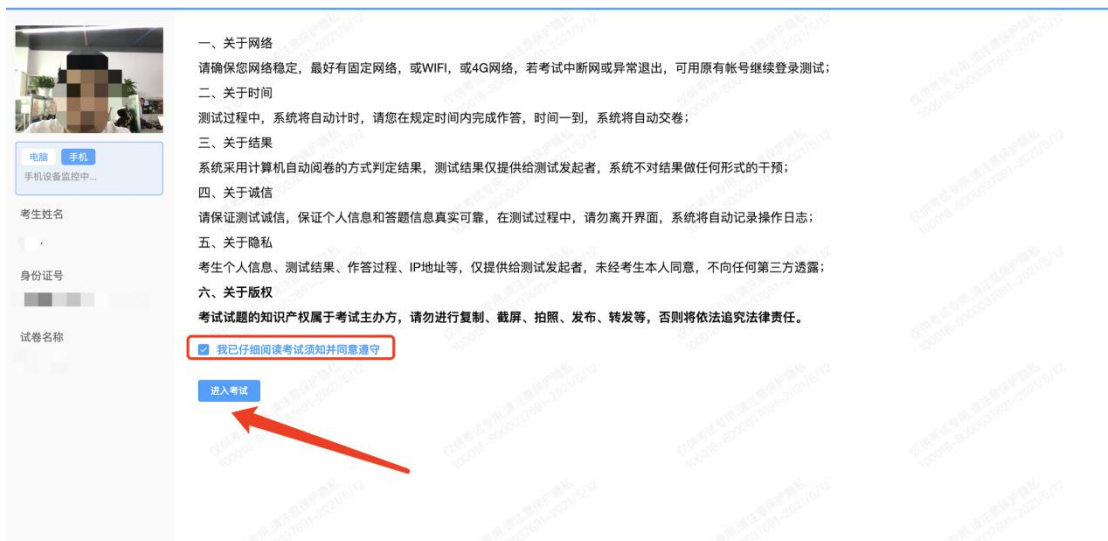 一、关于网络
请确保您网络稳定，最好有固定网络，或WIFI，或4G网络，若考试中断网或异常退出，可用原有帐号继续登录测试；
二、关于时间
测试过程中，系统将自动计时，请您在规定时间内完成作答，时间一到，系统将自动交卷；
三、关于结果
系统采用计算机自动阅卷的方式判定结果，测试结果仅提供给测试发起者，系统不对结果做任何形式的干预；
四、关于诚信
请保证测试诚信，保证个人信息和答题信息真实可靠，在测试过程中，请勿离开界面，系统将自动记录操作日志；
五、关于隐私
考生个人信息、测试结果、作答过程、IP地址等，仅提供给测试发起者，未经考生本人同意，不向任何第三方透露；
六、关于版权
考试试题的知识产权属于考试主办方，请勿进行复制、截屏、拍照、发布、转发等，否则将依法追究法律责任。
我已仔细阅读考试须知并同意遵守
进入考试
电脑 手机
手机设备监控中...
考生姓名
身份证号
试卷名称